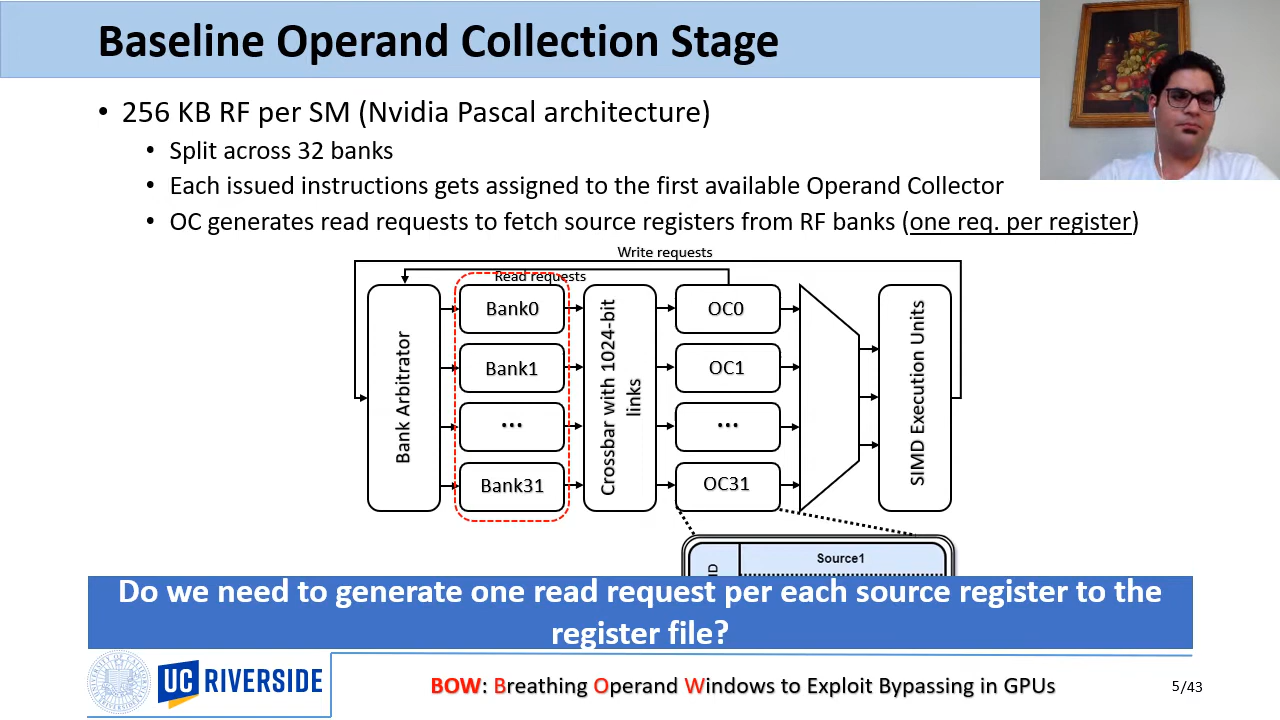 Baseline Operand Collection Stage
• 256 KB RF per SM (Nvidia Pascal architecture)
• Split across 32 banks
• Each issued instructions gets assigned to the first available Operand Collector
• OC generates read requests to fetch source registers from RF banks (one req. per register)
Write requests
Read requests
Bank Arbitrator
Bank0
Bank1
...
Bank31
Crossbar with 1024-bit
links
OC0
OC1
...
OC31
SIMD Execution Units
Source1
Do we need to generate one read request per each source register to the
register file?
UC RIVERSIDE
BOW: Breathing Operand Windows to Exploit Bypassing in GPUs
5/43